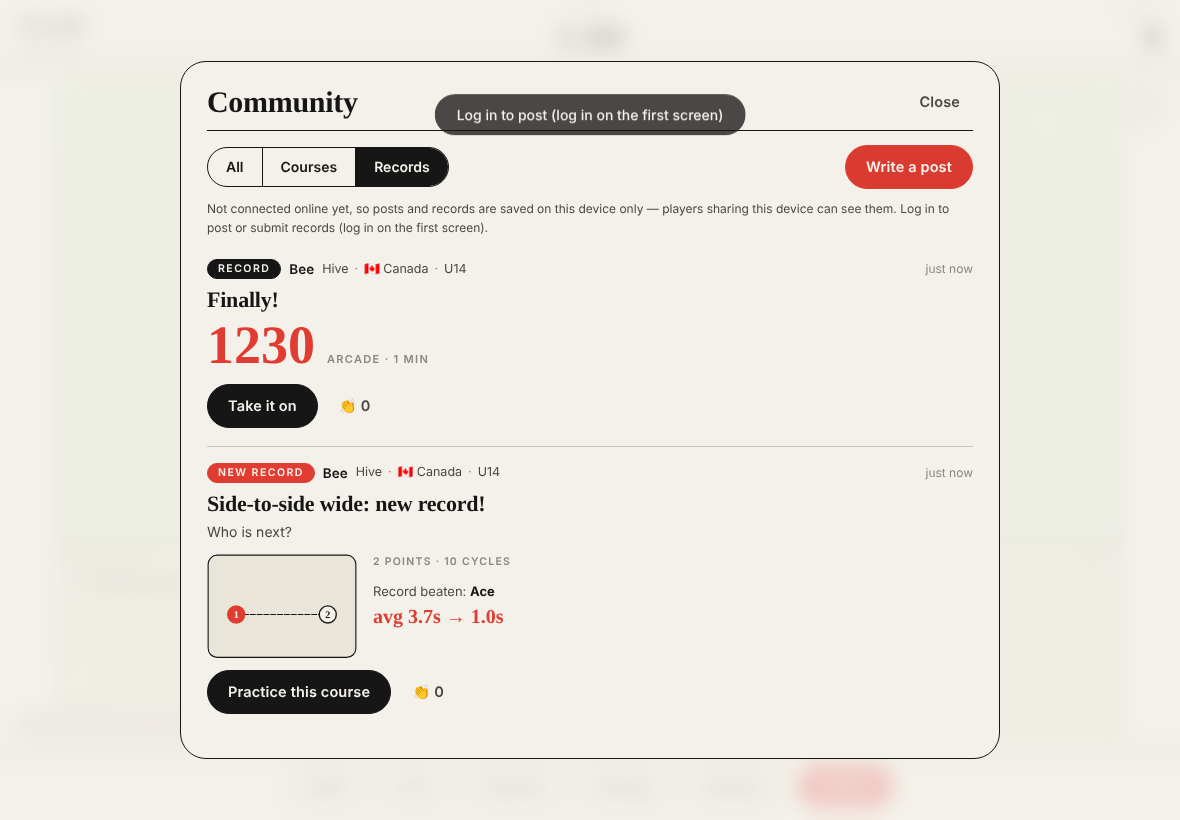 Community
Log in to post (log in on the first screen)
Close
All
Courses
Records
Write a post
Not connected online yet, so posts and records are saved on this device only — players sharing this device can see them. Log in to
post or submit records (log in on the first screen).
RECORD Bee Hive · 🇨🇦 Canada · U14 just now
Finally!
1230 ARCADE · 1 MIN
Take it on 👏 0
NEW RECORD Bee Hive · 🇨🇦 Canada · U14 just now
Side-to-side wide: new record!
Who is next?
1 2
2 POINTS · 10 CYCLES
Record beaten: Ace
avg 3.7s → 1.0s
Practice this course 👏 0